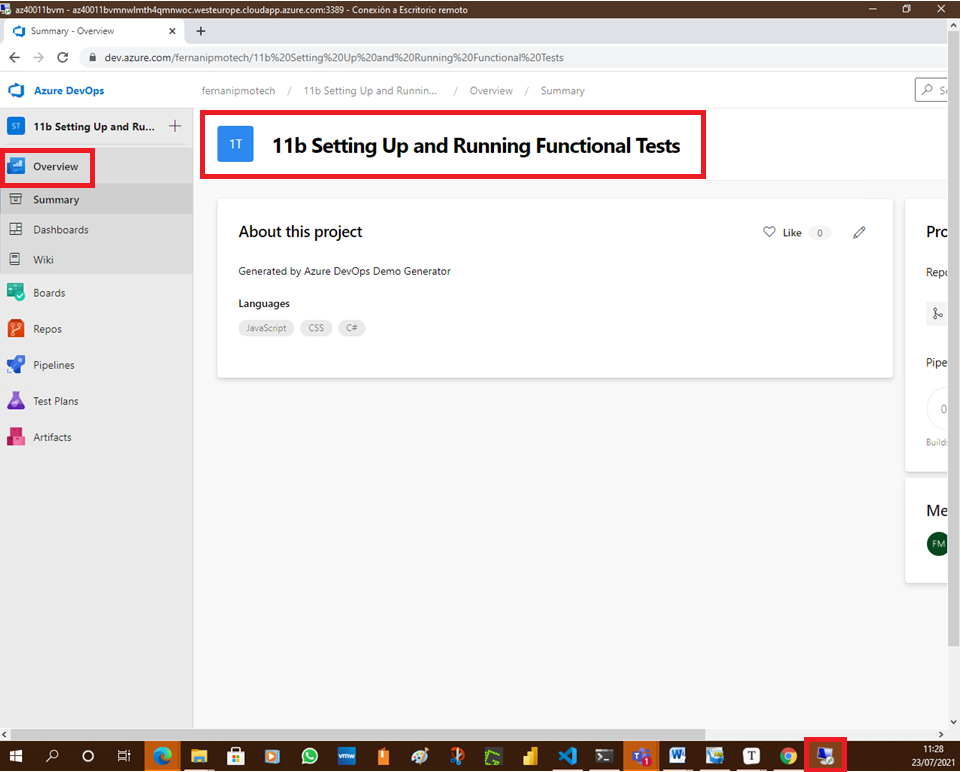 az40011bvm - az40011bvmnwlmth4qmnwoc.westeurope.cloudapp.azure.com:3389 - Conexión a Escritorio remoto
Summary - Overview
dev.azure.com/fernanipmotech/11b%20Setting%20Up%20and%20Running%20Functional%20Tests
Azure DevOps
fernanipmotech / 11b Setting Up and Runnin... / Overview / Summary
ST 11b Setting Up and Ru... +
1T 11b Setting Up and Running Functional Tests
Overview
Summary
Dashboards
Wiki
Boards
Repos
Pipelines
Test Plans
Artifacts
About this project
Like 0
Generated by Azure DevOps Demo Generator
Languages
JavaScript CSS C#
Pro
Repo
Pipe
0
Builds
Me
FM
vmw
1
W
T
11:28
23/07/2021